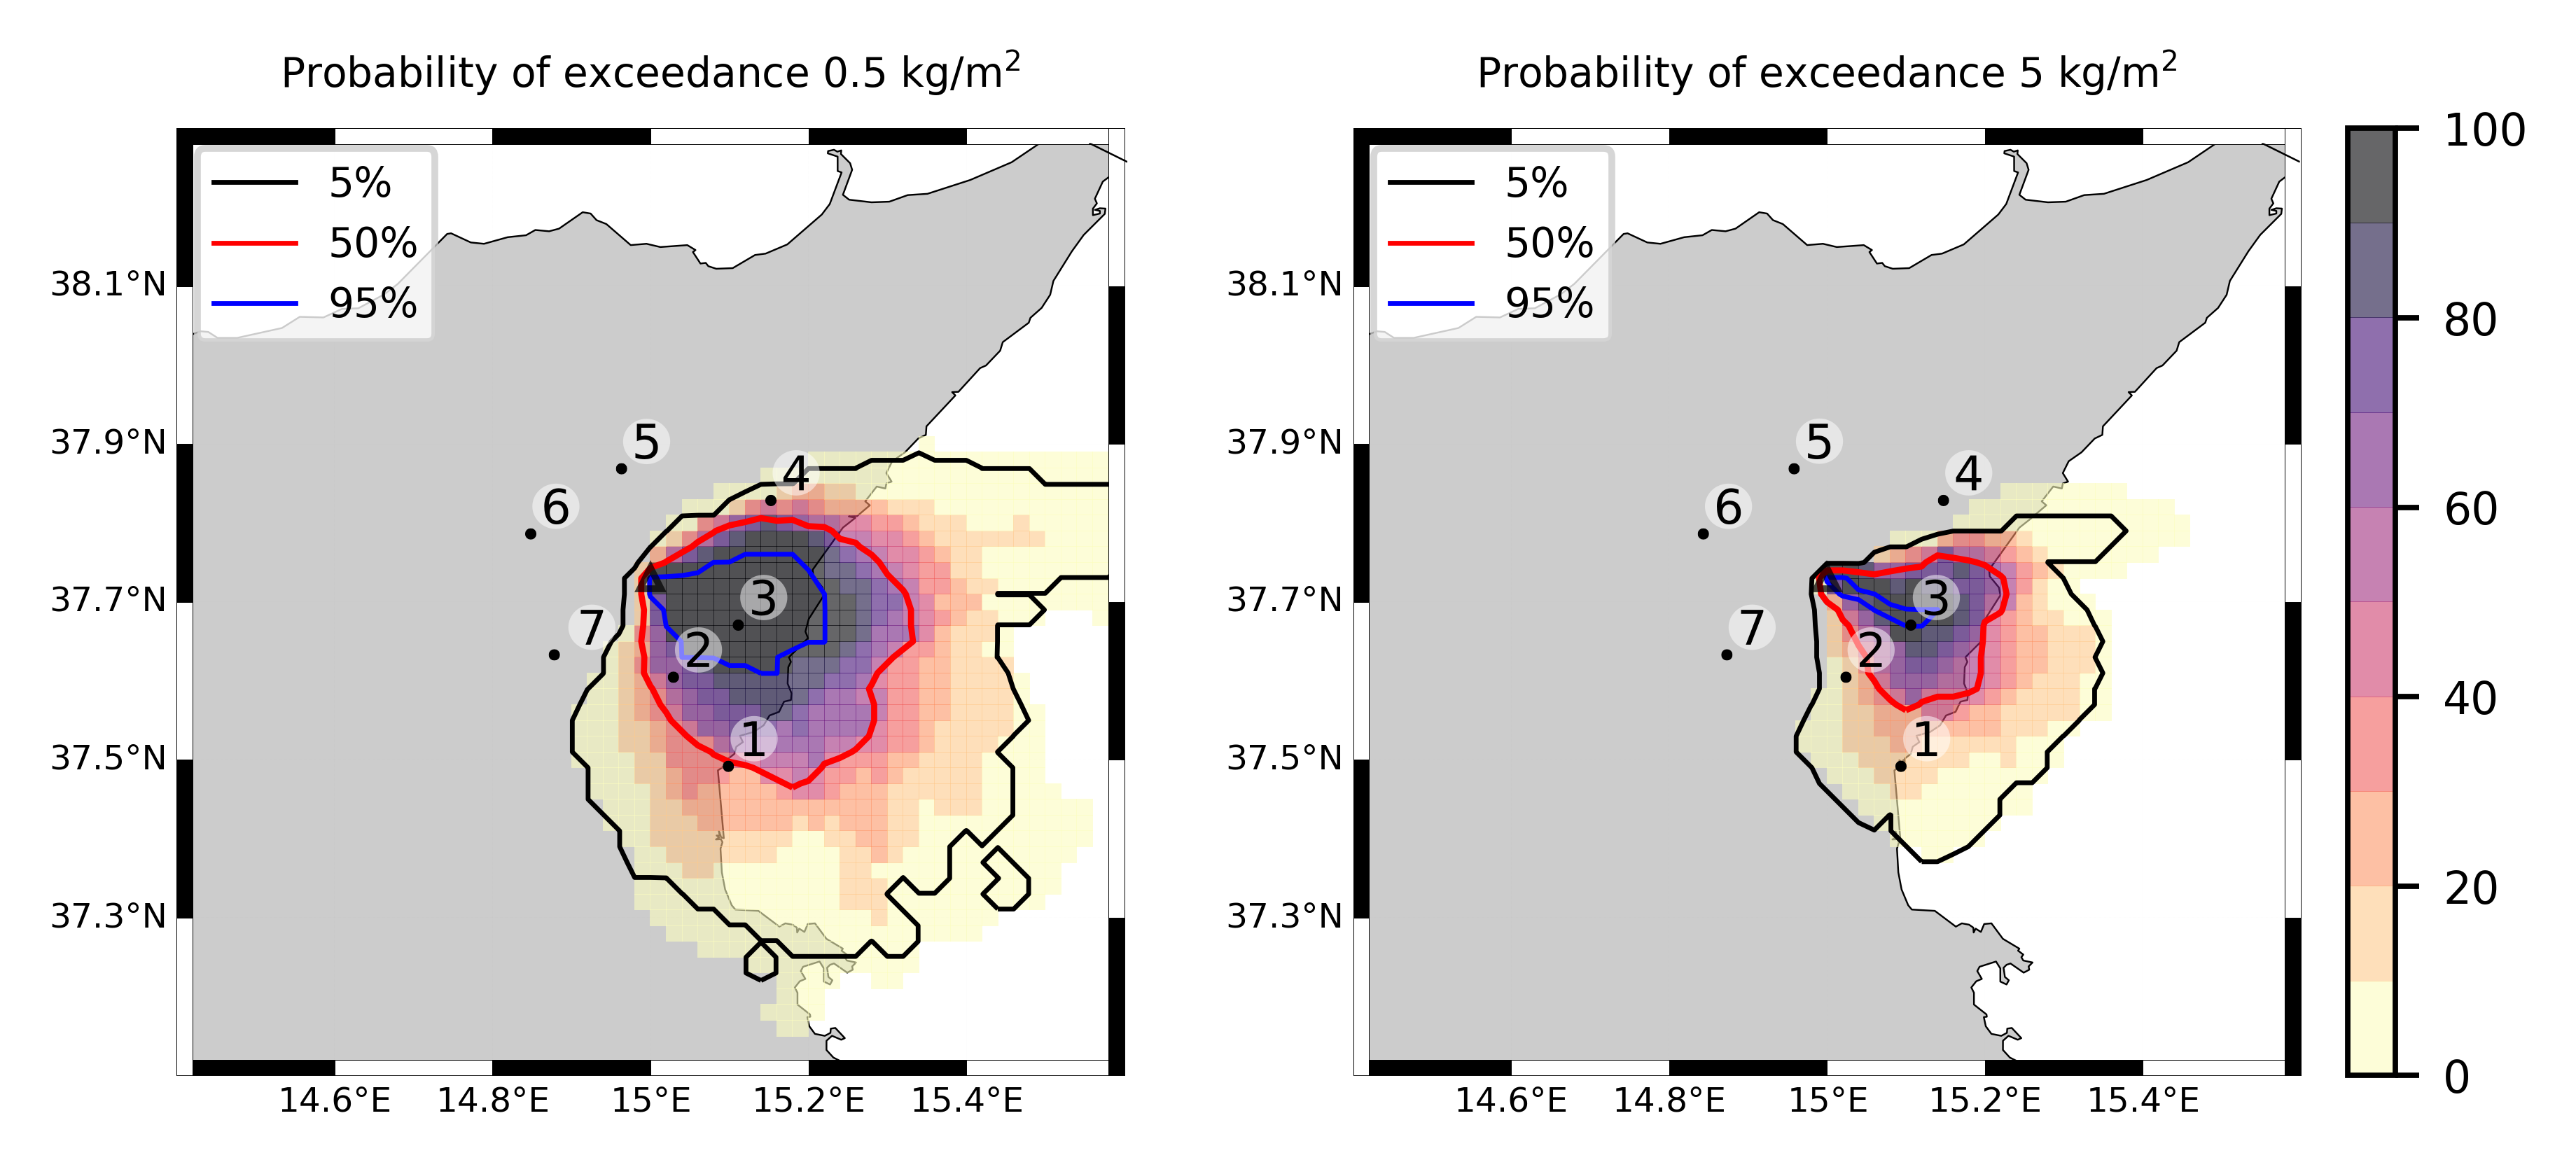 Probability of exceedance 0.5 kg/m²
5%
50%
95%
38.1°N
37.9°N
37.7°N
37.5°N
37.3°N
14.6°E 14.8°E 15°E 15.2°E 15.4°E
5
4
6
3
7
2
1
Probability of exceedance 5 kg/m²
5%
50%
95%
38.1°N
37.9°N
37.7°N
37.5°N
37.3°N
14.6°E 14.8°E 15°E 15.2°E 15.4°E
5
4
6
3
7
2
1
100
80
60
40
20
0